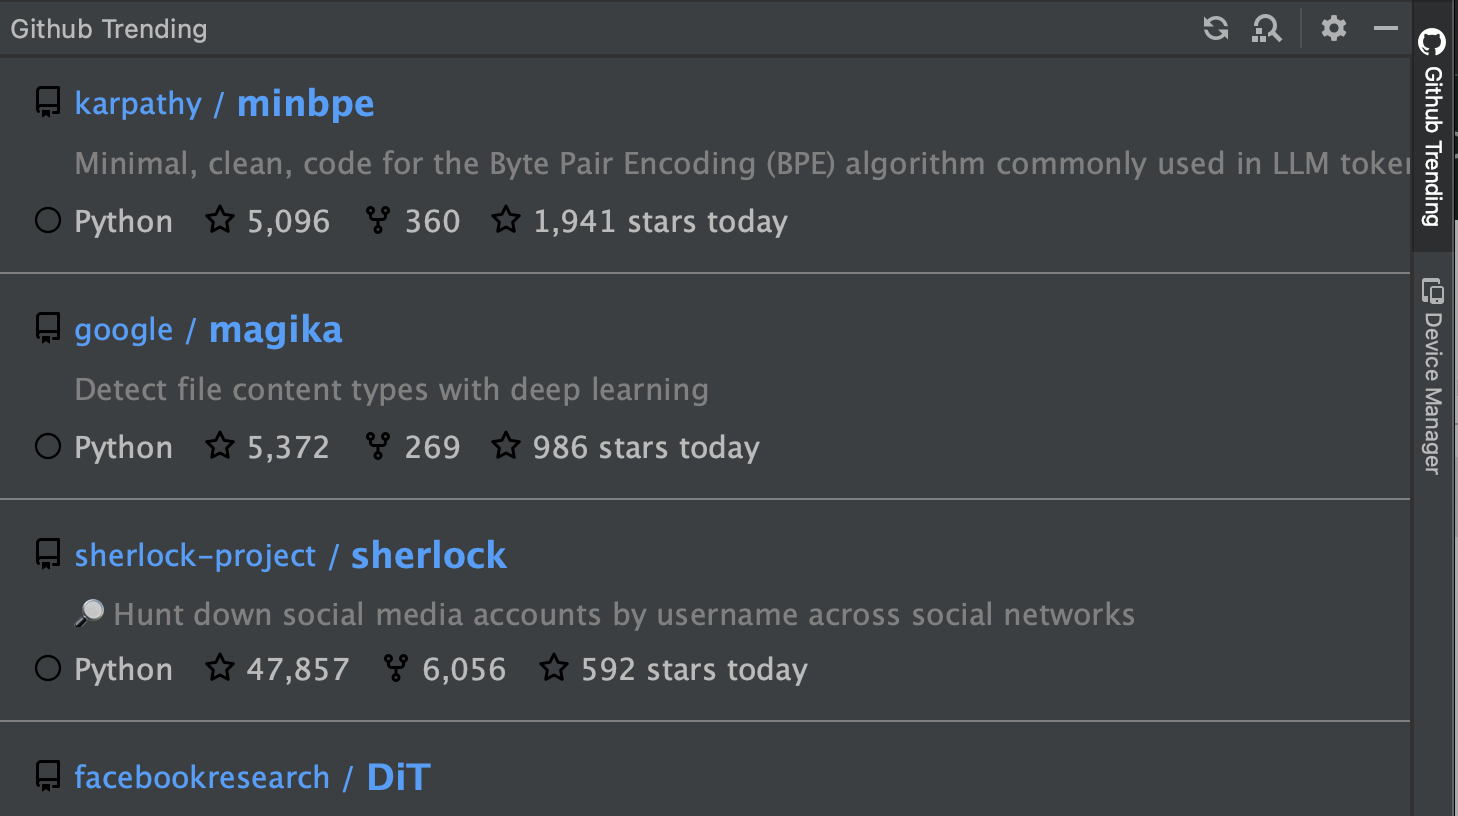 Github Trending
karpathy / minbpe
Minimal, clean, code for the Byte Pair Encoding (BPE) algorithm commonly used in LLM
Python 5,096 360 1,941 stars today
google / magika
Detect file content types with deep learning
Python 5,372 269 986 stars today
sherlock-project / sherlock
🔎 Hunt down social media accounts by username across social networks
Python 47,857 6,056 592 stars today
facebookresearch / DiT
Github Trending
Device Manager